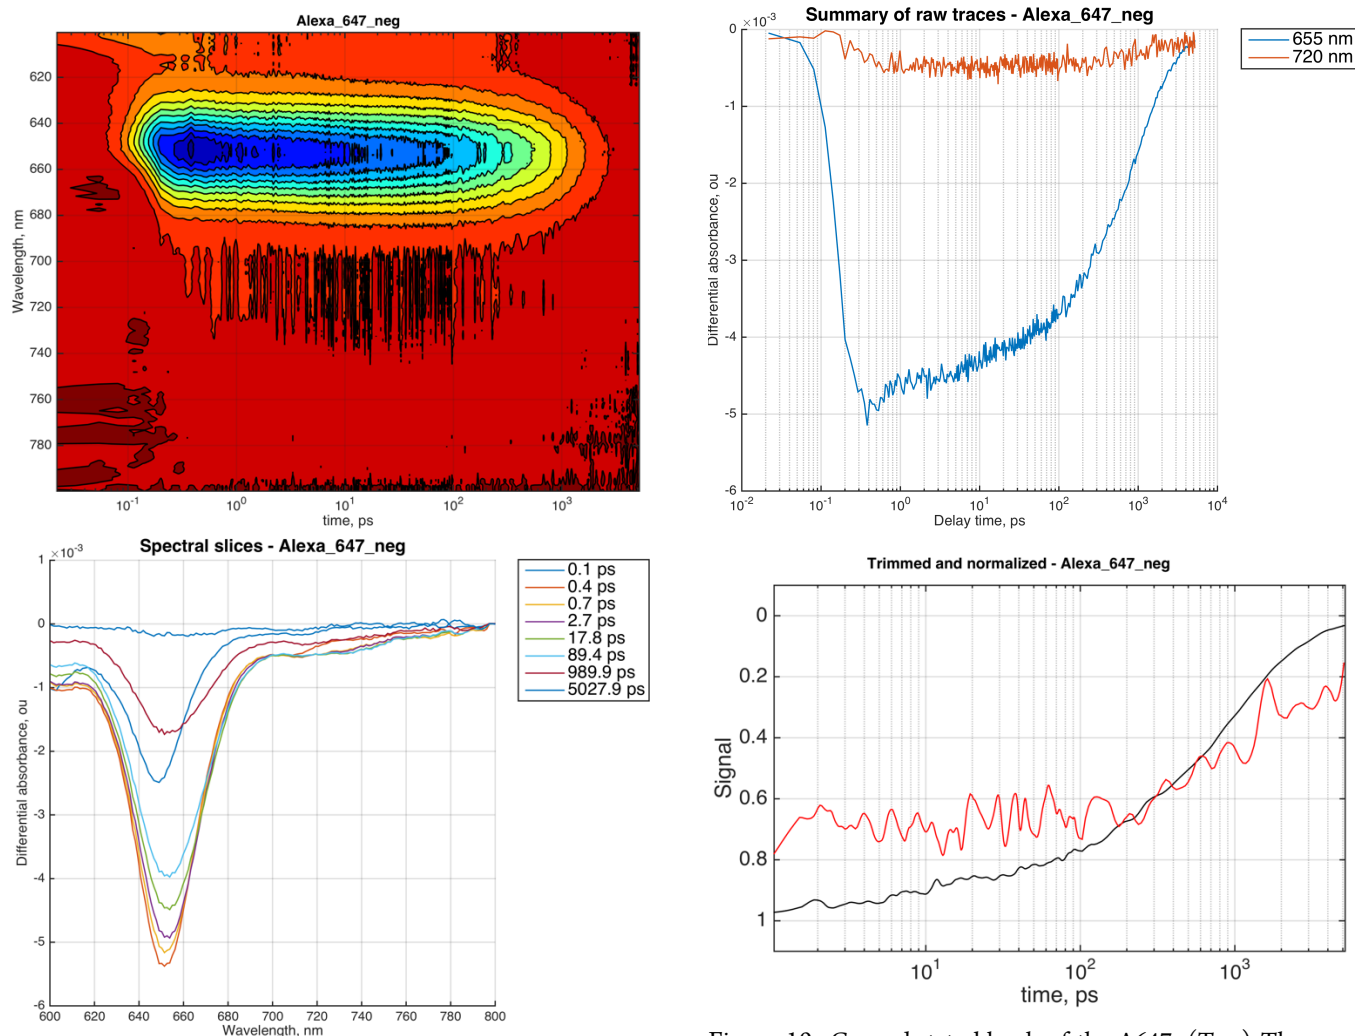 Alexa_647_neg
620
640
660
680
700
720
740
760
780
Wavelength, nm
10⁻¹
10⁰
10¹
10²
10³
time, ps
Summary of raw traces - Alexa_647_neg
×10⁻³
0
-1
-2
-3
-4
-5
-6
Differential absorbance, ou
10⁻²
10⁻¹
10⁰
10¹
10²
10³
10⁴
Delay time, ps
655 nm
720 nm
Spectral slices - Alexa_647_neg
×10⁻³
1
0
-1
-2
-3
-4
-5
-6
Differential absorbance, ou
600 620 640 660 680 700 720 740 760 780 800
Wavelength, nm
0.1 ps
0.4 ps
0.7 ps
2.7 ps
17.8 ps
89.4 ps
989.9 ps
5027.9 ps
Trimmed and normalized - Alexa_647_neg
0
0.2
0.4
0.6
0.8
1
Signal
10¹
10²
10³
time, ps